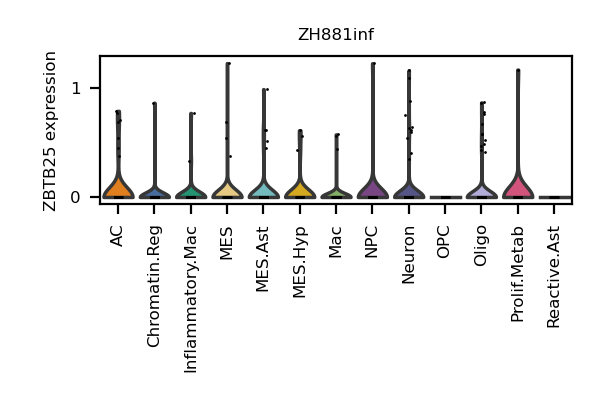 ZH881inf
ZBTB25 expression
1
0
AC
Chromatin.Reg
Inflammatory.Mac
MES
MES.Ast
MES.Hyp
Mac
NPC
Neuron
OPC
Oligo
Prolif.Metab
Reactive.Ast